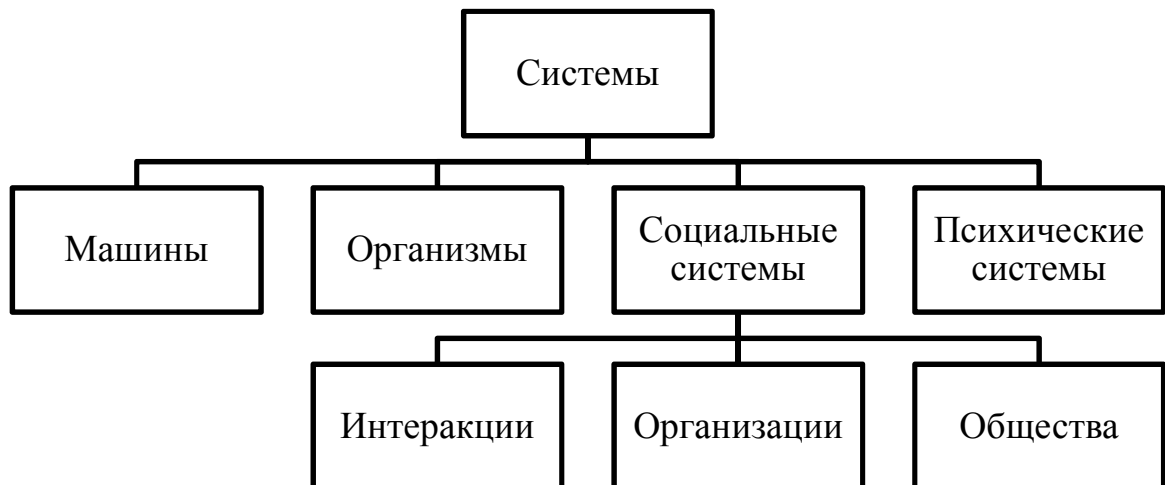 Системы
Машины
Организмы
Социальные
системы
Психические
системы
Интеракции
Организации
Общества